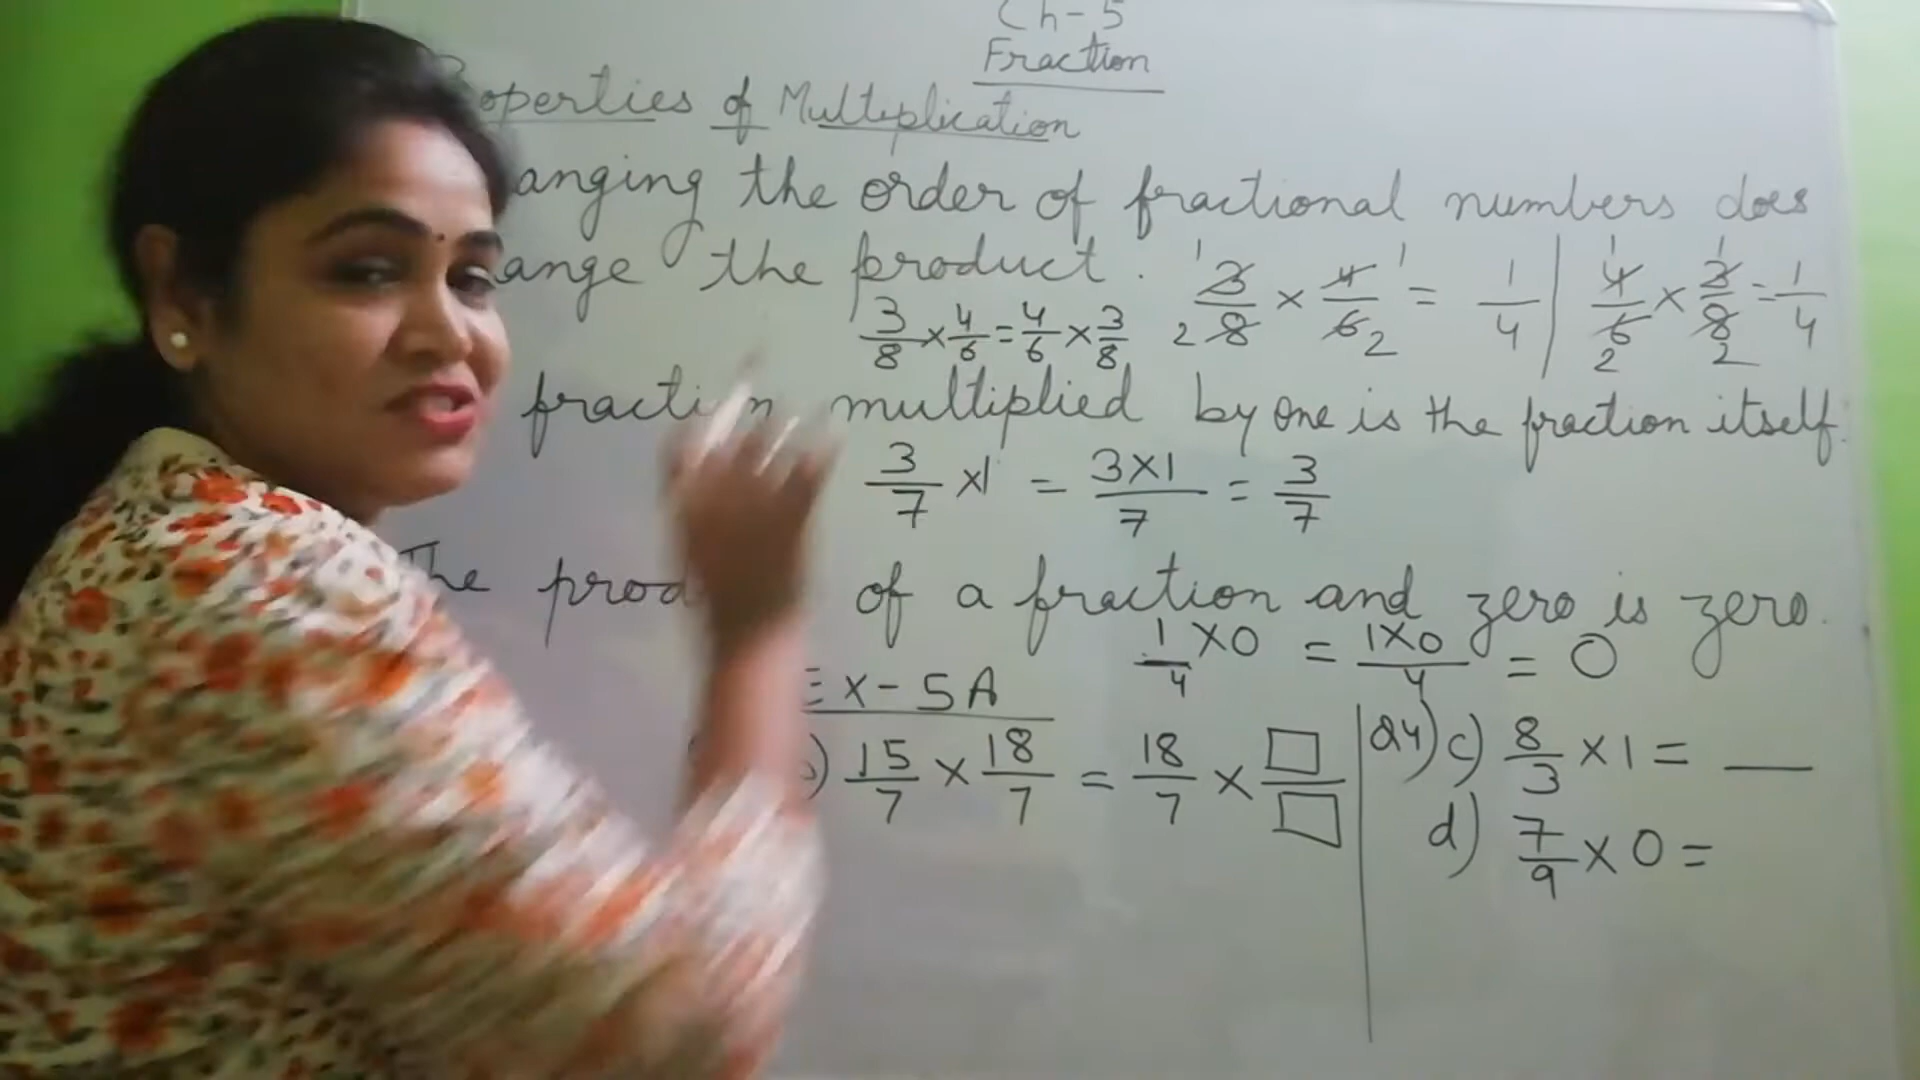 Ch-5
Fraction
Properties of Multiplication
anging the order of fractional numbers does
ange the product.
3/8 × 4/6 = 4/6 × 3/8
3/8 × 4/6 = 1/4 | 4/6 × 3/8 = 1/4
fraction multiplied by one is the fraction itself.
3/7 ×1 = 3×1/7 = 3/7
The prod of a fraction and zero is zero.
1/4 ×0 = 1×0/4 = 0
Ex-5A
b) 15/7 × 18/7 = 18/7 × □/□
Q4) c) 8/3 × 1 = __
d) 7/9 × 0 =